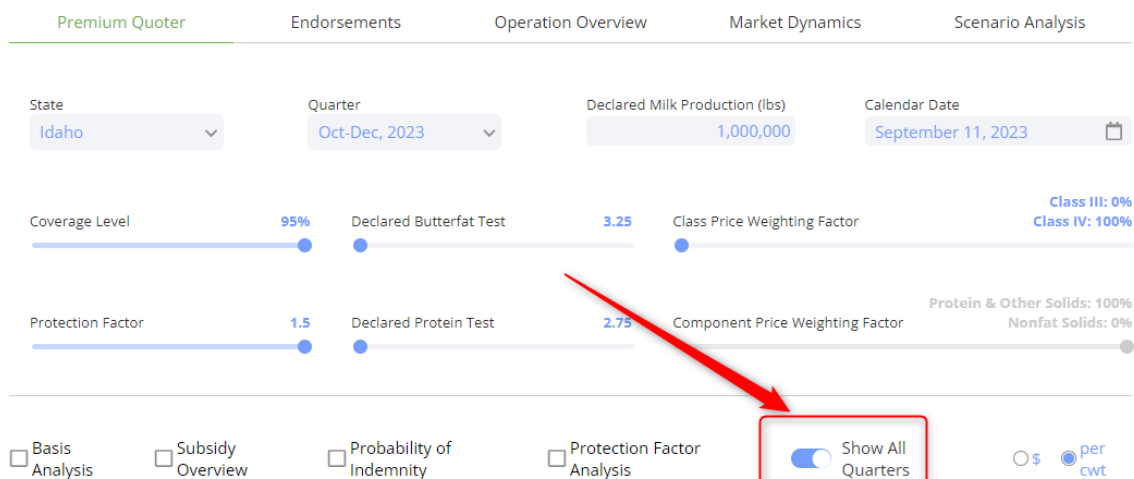 Premium Quoter Endorsements Operation Overview Market Dynamics Scenario Analysis
State Quarter Declared Milk Production (lbs) Calendar Date
Idaho Oct-Dec, 2023 1,000,000 September 11, 2023
Class III: 0%
Coverage Level 95% Declared Butterfat Test 3.25 Class Price Weighting Factor Class IV: 100%
Protein & Other Solids: 100%
Protection Factor 1.5 Declared Protein Test 2.75 Component Price Weighting Factor Nonfat Solids: 0%
Basis Subsidy Probability of Protection Factor Show All per
Analysis Overview Indemnity Analysis Quarters $ cwt